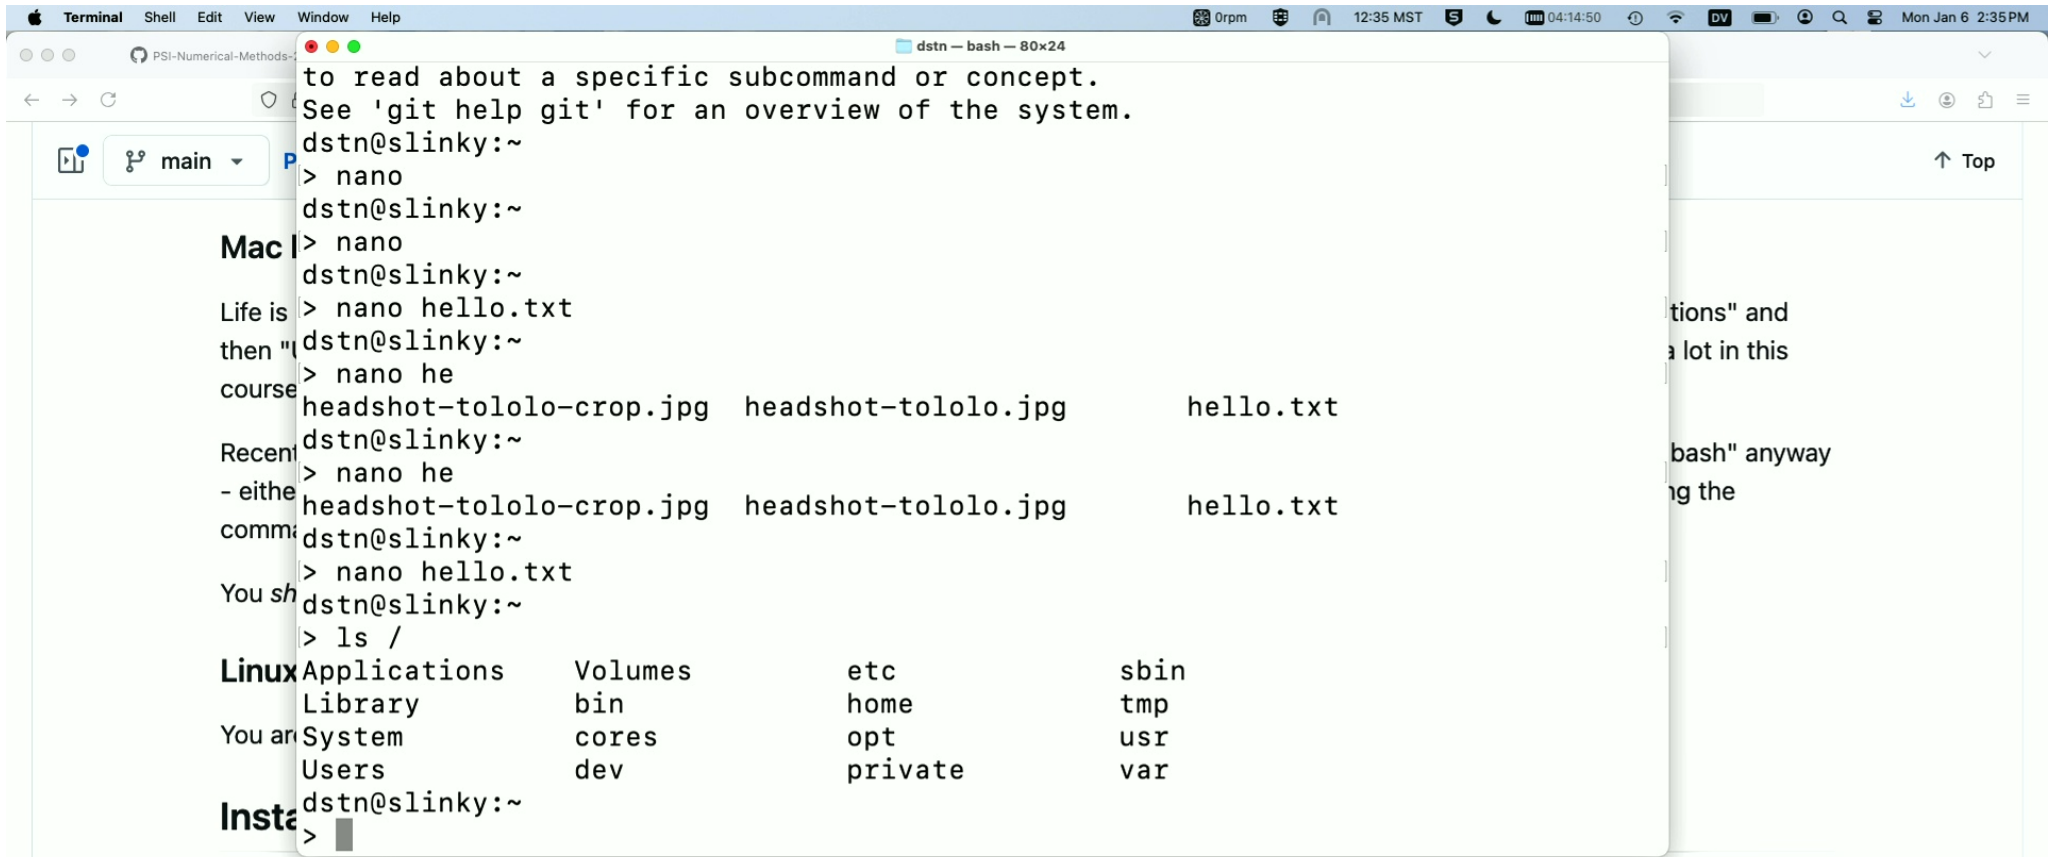 Terminal Shell Edit View Window Help 0rpm 12:35 MST 04:14:50 DV Mon Jan 6 2:35 PM
PSI-Numerical-Methods-2
dstn — bash — 80×24
main
P
Top
Mac
Life is
then "U
course
Recent
- eithe
comma
You sh
Linux
You are
Insta
to read about a specific subcommand or concept.
See 'git help git' for an overview of the system.
dstn@slinky:~
> nano
dstn@slinky:~
> nano
dstn@slinky:~
> nano hello.txt
dstn@slinky:~
> nano he
headshot-tololo-crop.jpg headshot-tololo.jpg hello.txt
dstn@slinky:~
> nano he
headshot-tololo-crop.jpg headshot-tololo.jpg hello.txt
dstn@slinky:~
> nano hello.txt
dstn@slinky:~
> ls /
Applications Volumes etc sbin
Library bin home tmp
System cores opt usr
Users dev private var
dstn@slinky:~
>
tions" and
a lot in this
bash" anyway
ng the